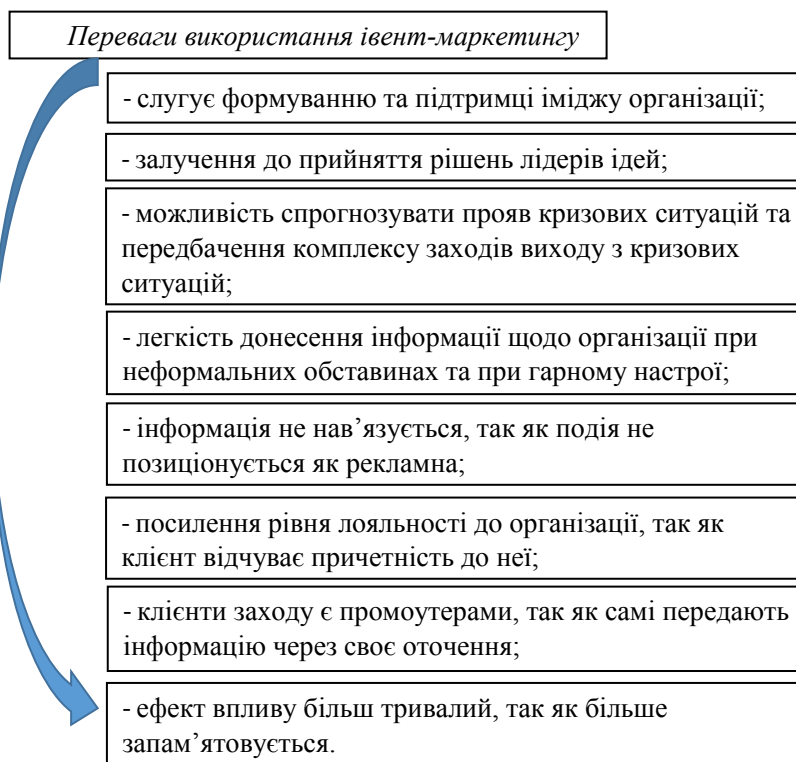 Переваги використання івент-маркетингу
- слугує формуванню та підтримці іміджу організації;
- залучення до прийняття рішень лідерів ідей;
- можливість спрогнозувати прояв кризових ситуацій та
передбачення комплексу заходів виходу з кризових
ситуацій;
- легкість донесення інформації щодо організації при
неформальних обставинах та при гарному настрої;
- інформація не нав’язується, так як подія не
позиціонується як рекламна;
- посилення рівня лояльності до організації, так як
клієнт відчуває причетність до неї;
- клієнти заходу є промоутерами, так як самі передають
інформацію через своє оточення;
- ефект впливу більш тривалий, так як більше
запам’ятовується.